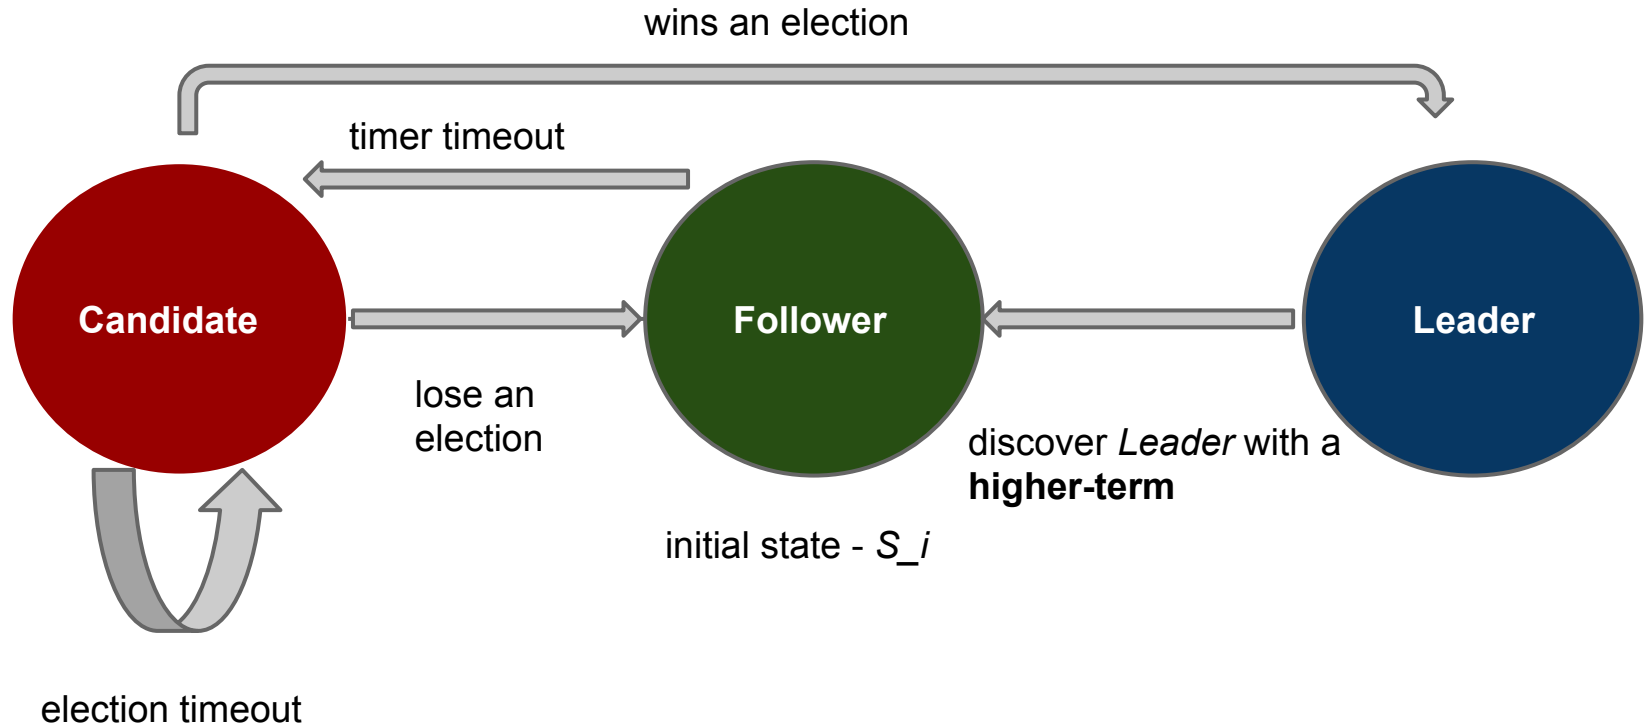 wins an election
timer timeout
Candidate
Follower
Leader
lose an
election
discover Leader with a
higher-term
initial state - S_i
election timeout